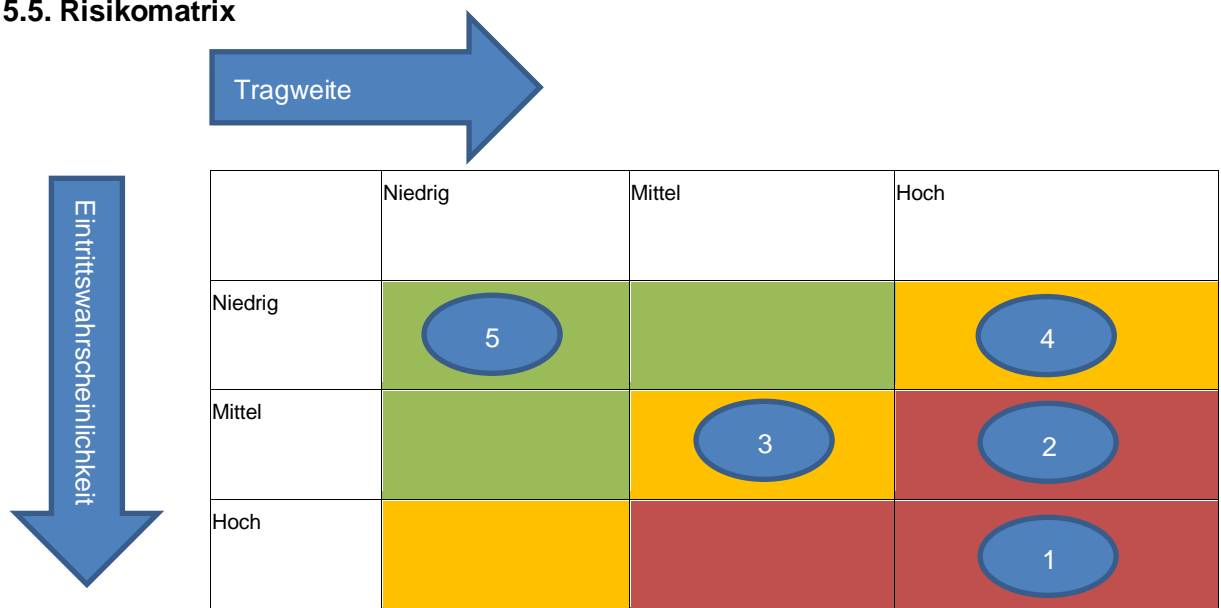 5.5. Risikomatrix
Tragweite
Eintrittswahrscheinlichkeit
Niedrig Mittel Hoch
Niedrig 5 4
Mittel 3 2
Hoch 1